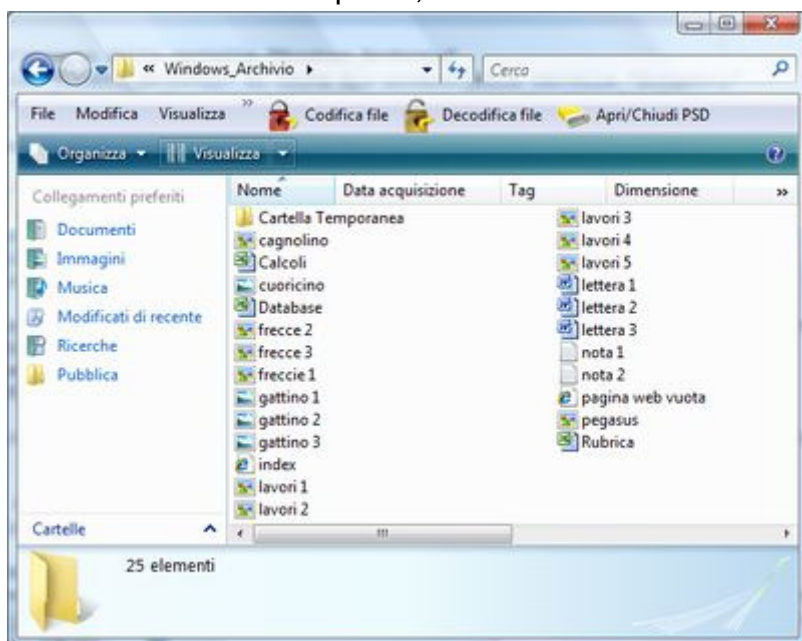 « Windows_Archivio
Cerca
File Modifica Visualizza » Codifica file Decodifica file Apri/Chiudi PSD
Organizza Visualizza
Collegamenti preferiti
Documenti
Immagini
Musica
Modificati di recente
Ricerche
Pubblica
Cartelle
Nome Data acquisizione Tag Dimensione »
Cartella Temporanea
cagnolino
Calcoli
cuoricino
Database
frecce 2
frecce 3
freccie 1
gattino 1
gattino 2
gattino 3
index
lavori 1
lavori 2
lavori 3
lavori 4
lavori 5
lettera 1
lettera 2
lettera 3
nota 1
nota 2
pagina web vuota
pegasus
Rubrica
25 elementi